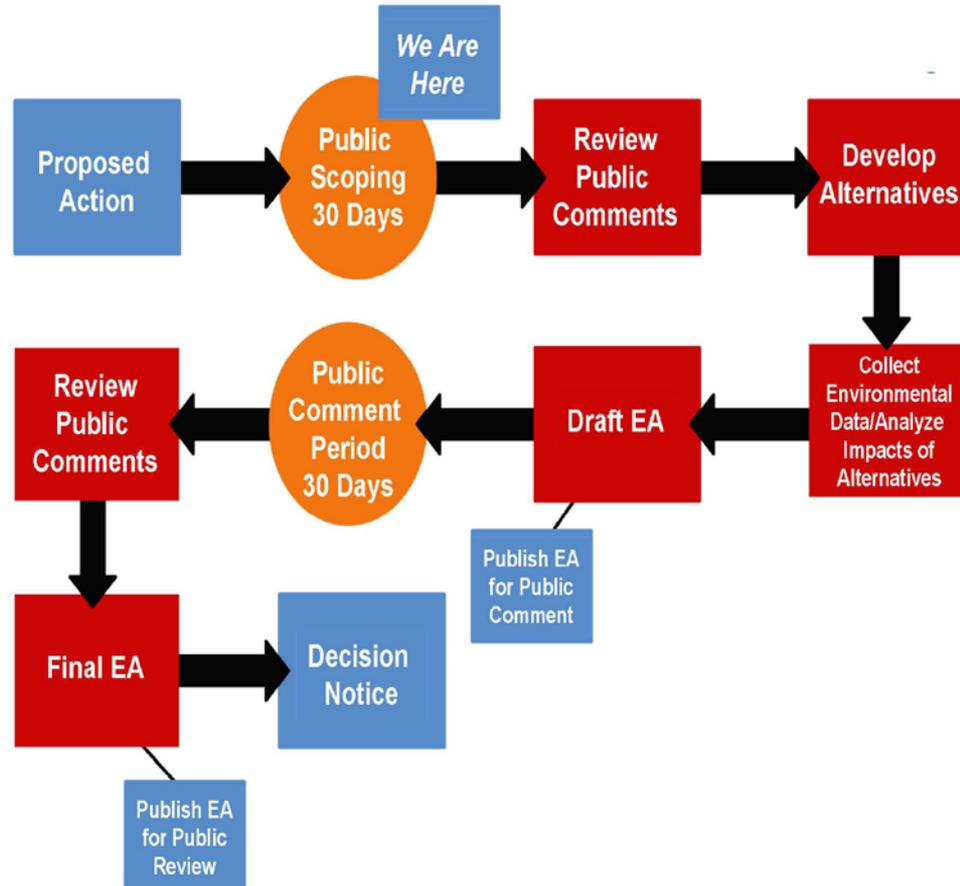 We Are
Here
Proposed
Action
Public
Scoping
30 Days
Review
Public
Comments
Develop
Alternatives
Collect
Environmental
Data/Analyze
Impacts of
Alternatives
Draft EA
Publish EA
for Public
Comment
Public
Comment
Period
30 Days
Review
Public
Comments
Final EA
Publish EA
for Public
Review
Decision
Notice